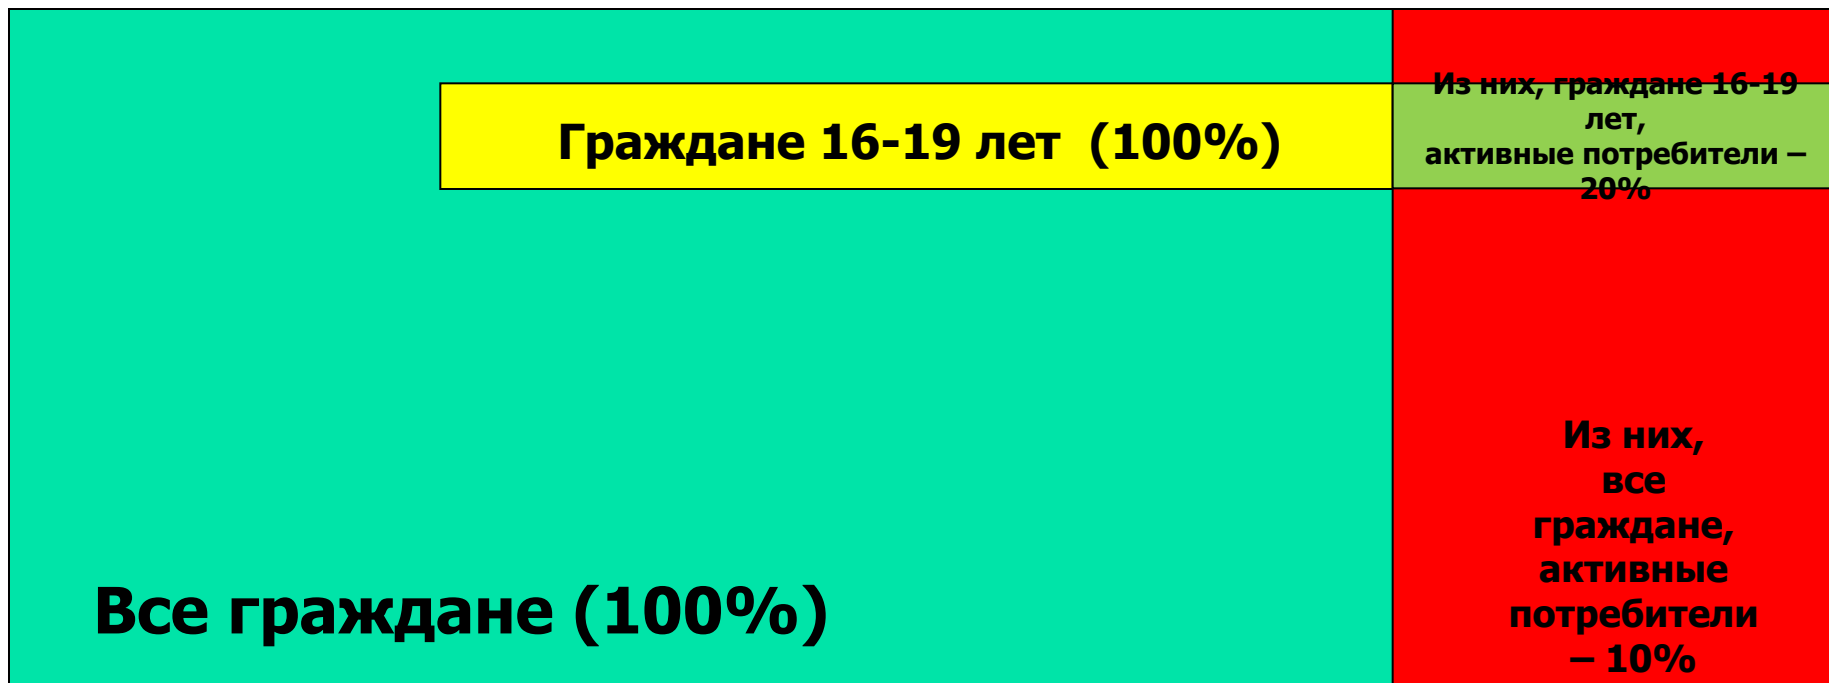 Из них, граждане 16-19
лет,
активные потребители –
20%
Граждане 16-19 лет (100%)
Из них,
все
граждане,
активные
потребители
– 10%
Все граждане (100%)